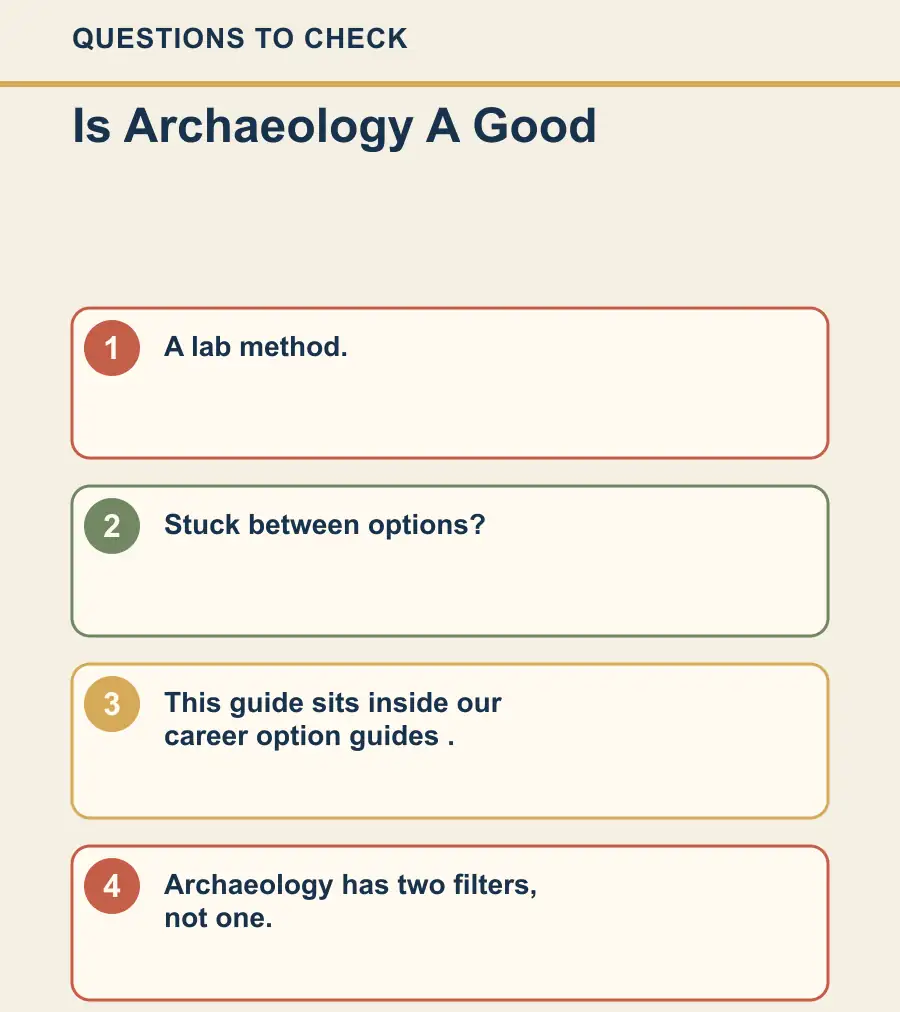 QUESTIONS TO CHECK
Is Archaeology A Good
1
A lab method.
2
Stuck between options?
3
This guide sits inside our
career option guides .
4
Archaeology has two filters,
not one.